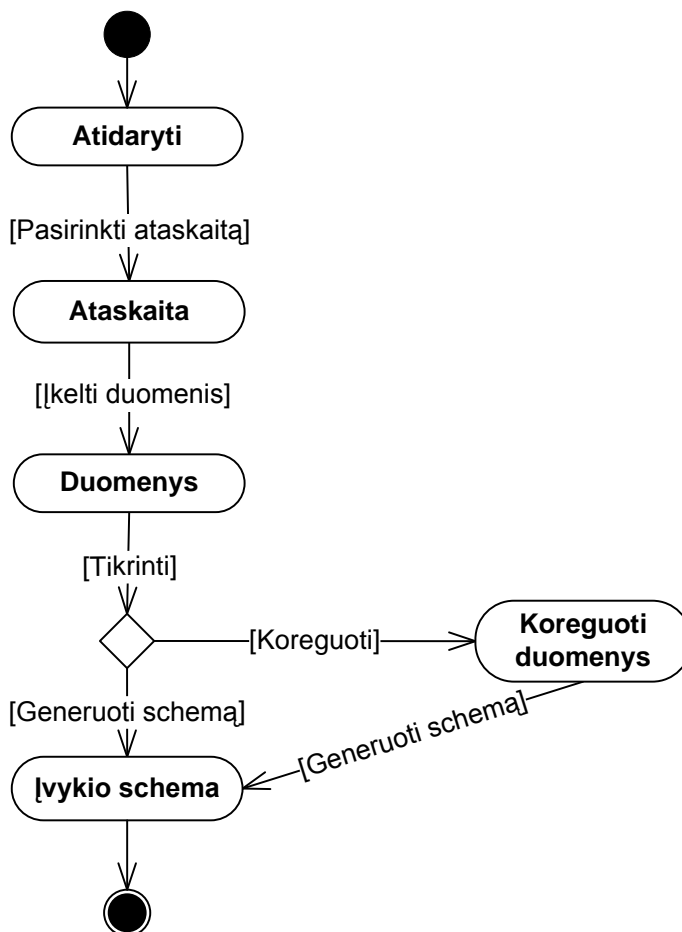 Atidaryti
[Pasirinkti ataskaitą]
Ataskaita
[Įkelti duomenis]
Duomenys
[Tikrinti]
[Koreguoti]
Koreguoti
duomenys
[Generuoti schemą]
[Generuoti schemą]
Įvykio schema